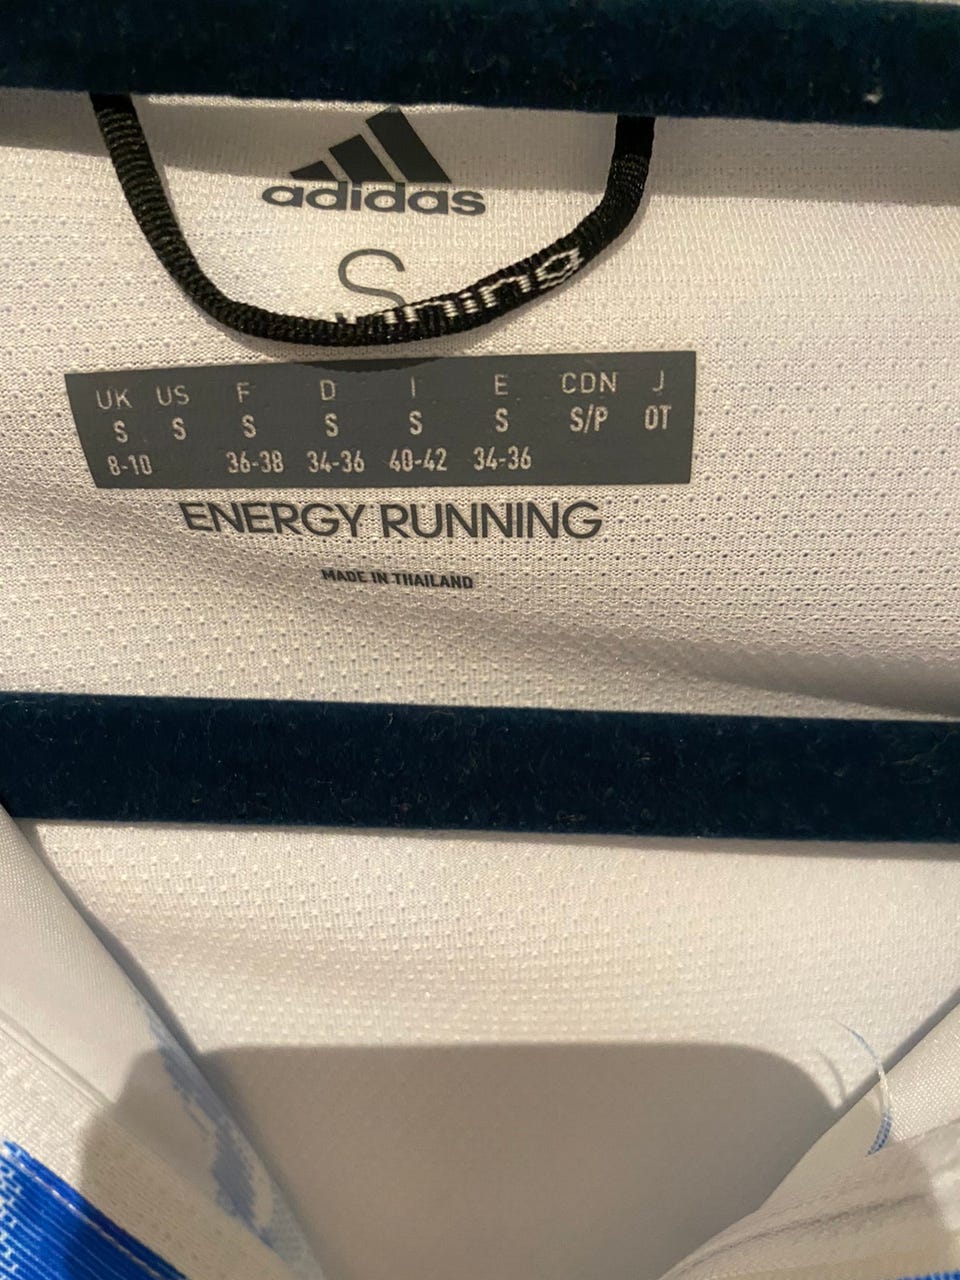 adidas
S
running
UK US F D I E CDN J
S S S S S S S/P OT
8-10 36-38 34-36 40-42 34-36
ENERGY RUNNING
MADE IN THAILAND